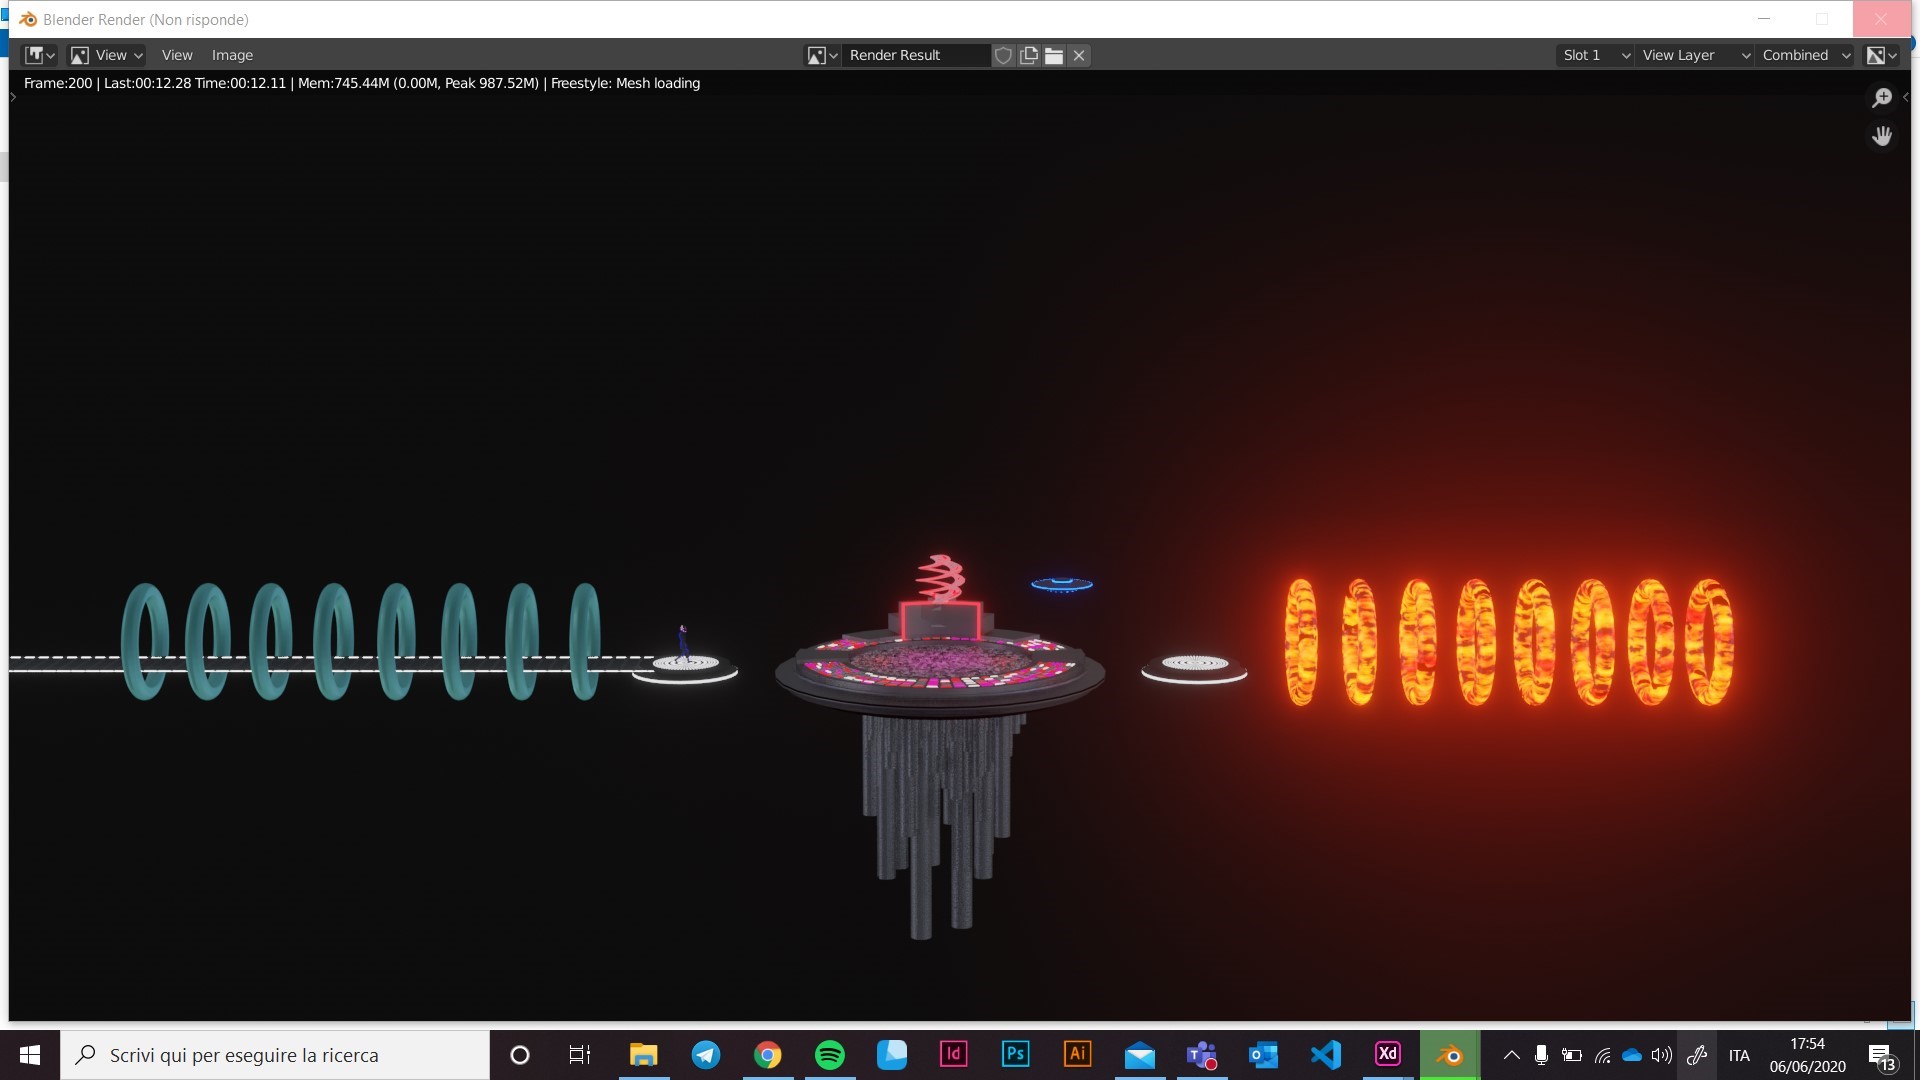 Blender Render (Non risponde)
View View Image Render Result Slot 1 View Layer Combined
Frame:200 | Last:00:12.28 Time:00:12.11 | Mem:745.44M (0.00M, Peak 987.52M) | Freestyle: Mesh loading
Scrivi qui per eseguire la ricerca Id Ps Ai Xd ITA 17:54
06/06/2020 13